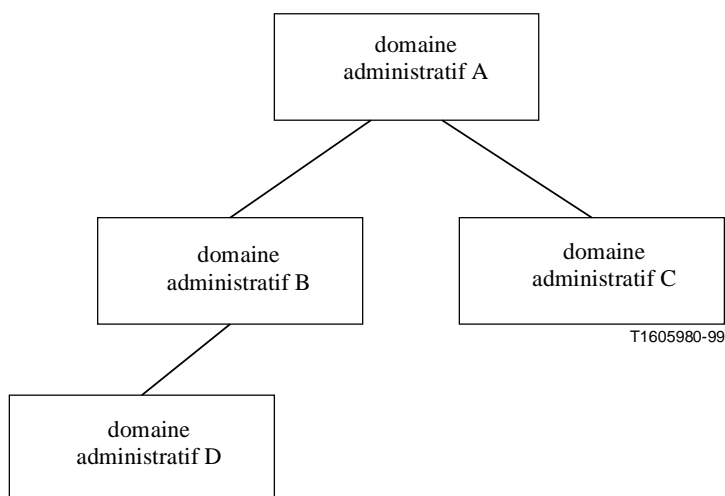 domaine
administratif A
domaine
administratif B
domaine
administratif C
T1605980-99
domaine
administratif D